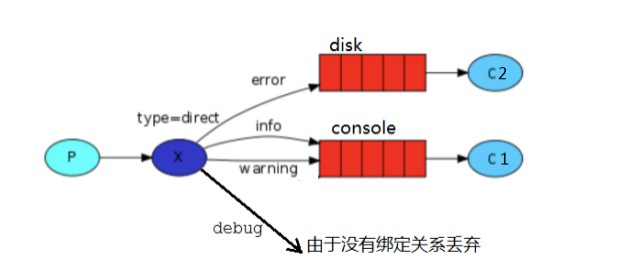 disk
error
C2
type=direct
info
console
P
X
warning
C1
debug
由于没有绑定关系丢弃